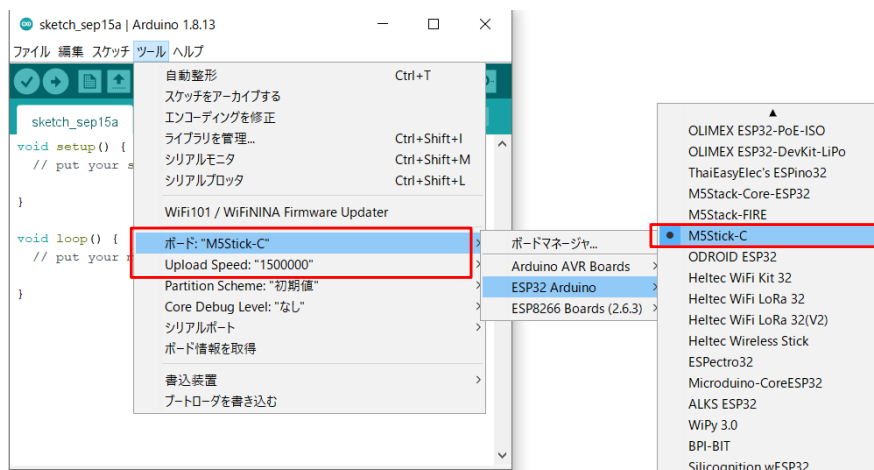 sketch_sep15a | Arduino 1.8.13
ファイル 編集 スケッチ ツール ヘルプ
sketch_sep15a
void setup() {
// put your s
}
void loop() {
// put your r
}
自動整形 Ctrl+T
スケッチをアーカイブする
エンコーディングを修正
ライブラリを管理... Ctrl+Shift+I
シリアルモニタ Ctrl+Shift+M
シリアルプロッタ Ctrl+Shift+L
WiFi101 / WiFiNINA Firmware Updater
ボード: "M5Stick-C"
Upload Speed: "1500000"
Partition Scheme: "初期値"
Core Debug Level: "なし"
シリアルポート
ボード情報を取得
書込装置
ブートローダを書き込む
ボードマネージャ...
Arduino AVR Boards
ESP32 Arduino
ESP8266 Boards (2.6.3)
OLIMEX ESP32-PoE-ISO
OLIMEX ESP32-DevKit-LiPo
ThaiEasyElec's ESPino32
M5Stack-Core-ESP32
M5Stack-FIRE
M5Stick-C
ODROID ESP32
Heltec WiFi Kit 32
Heltec WiFi LoRa 32
Heltec WiFi LoRa 32(V2)
Heltec Wireless Stick
ESPectro32
Microduino-CoreESP32
ALKS ESP32
WiPy 3.0
BPI-BIT
Silicognition wESP32